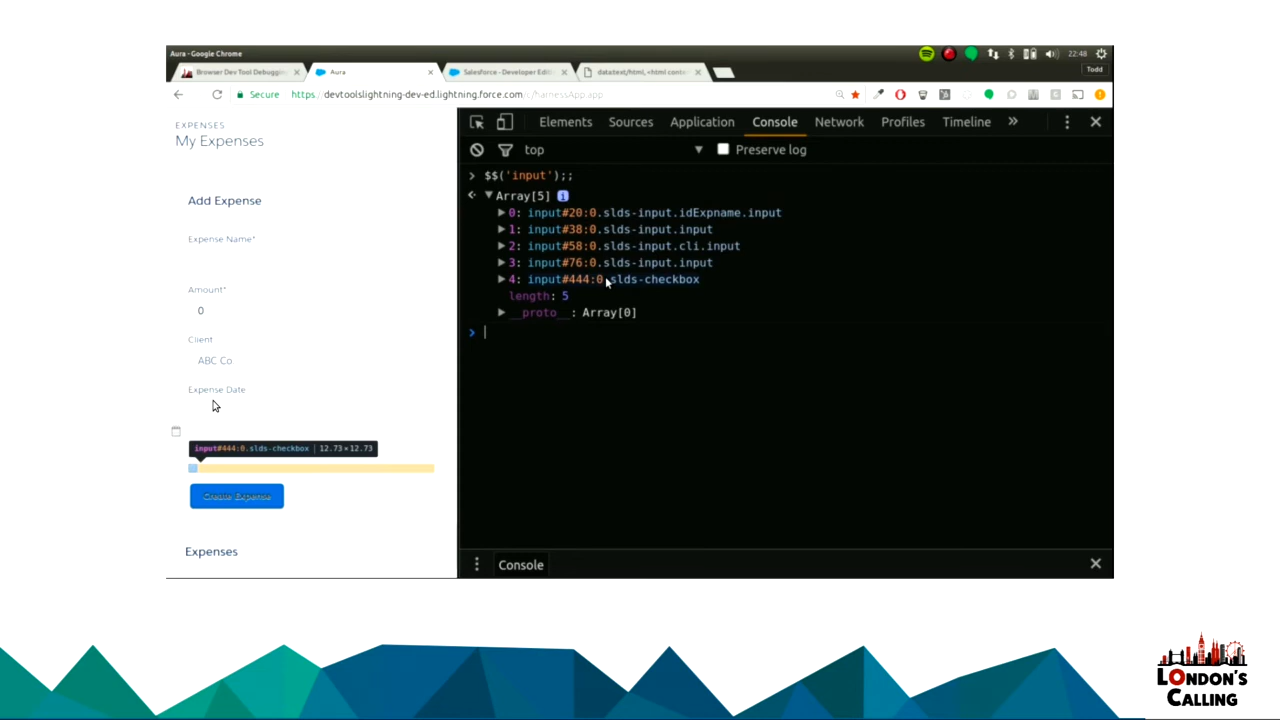 Aura - Google Chrome
22:48
Browser Dev Tool Debuggin
Aura
Salesforce - Developer Edit
data:text/html,<html conte
Todd
Secure https://devtoolslightning-dev-ed.lightning.force.com/c/harnessApp.app
EXPENSES
My Expenses
Add Expense
Expense Name*
Amount*
0
Client
ABC Co
Expense Date
input#444:0.slds-checkbox | 12.73 × 12.73
Create Expense
Expenses
Elements Sources Application Console Network Profiles Timeline »
top Preserve log
> $$('input');;
Array[5] i
0: input#20:0.slds-input.idExpname.input
1: input#38:0.slds-input.input
2: input#58:0.slds-input.cli.input
3: input#76:0.slds-input.input
4: input#444:0.slds-checkbox
length: 5
__proto__: Array[0]
>
Console
LONDON'S
CALLING